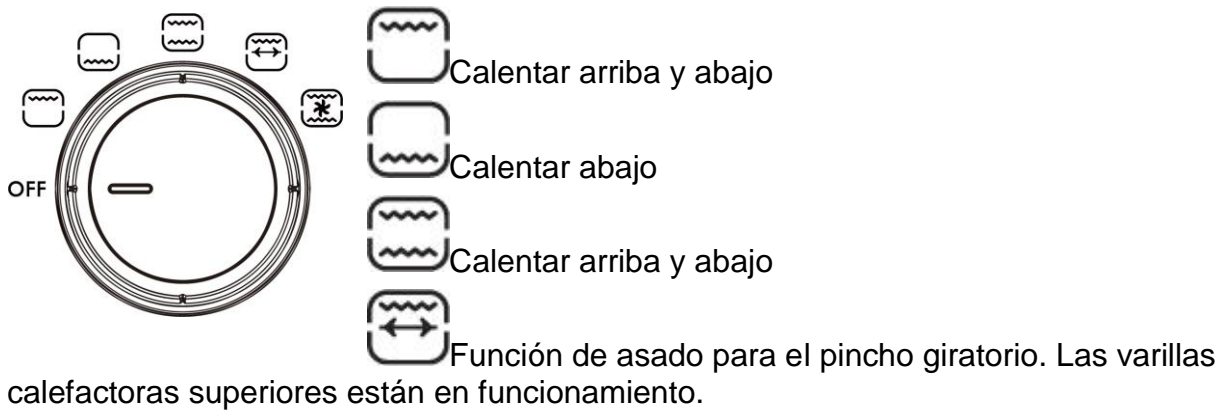 OFF
Calentar arriba y abajo
Calentar abajo
Calentar arriba y abajo
Función de asado para el pincho giratorio. Las varillas
calefactoras superiores están en funcionamiento.